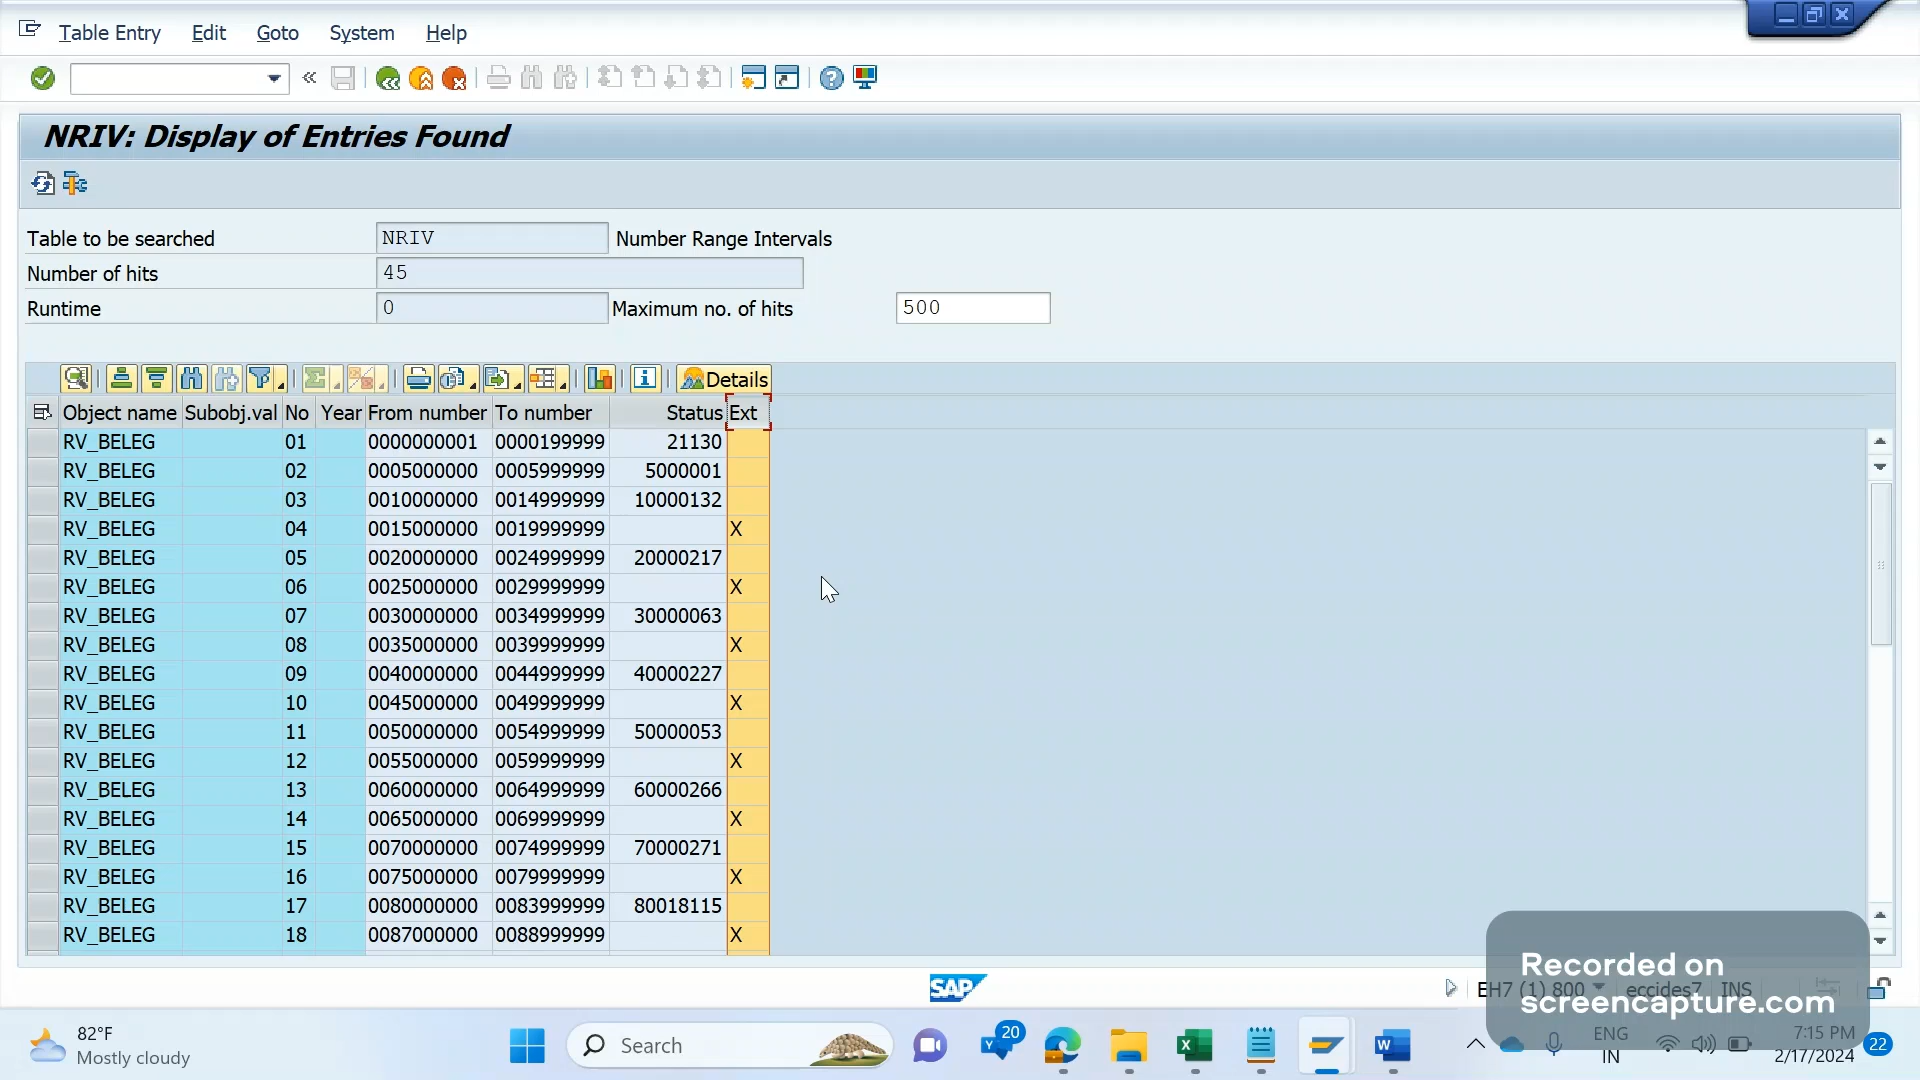 Table Entry Edit Goto System Help
NRIV: Display of Entries Found
Table to be searched NRIV Number Range Intervals
Number of hits 45
Runtime 0 Maximum no. of hits 500
Details
Object name Subobj.val No Year From number To number Status Ext
RV_BELEG 01 0000000001 0000199999 21130
RV_BELEG 02 0005000000 0005999999 5000001
RV_BELEG 03 0010000000 0014999999 10000132
RV_BELEG 04 0015000000 0019999999 X
RV_BELEG 05 0020000000 0024999999 20000217
RV_BELEG 06 0025000000 0029999999 X
RV_BELEG 07 0030000000 0034999999 30000063
RV_BELEG 08 0035000000 0039999999 X
RV_BELEG 09 0040000000 0044999999 40000227
RV_BELEG 10 0045000000 0049999999 X
RV_BELEG 11 0050000000 0054999999 50000053
RV_BELEG 12 0055000000 0059999999 X
RV_BELEG 13 0060000000 0064999999 60000266
RV_BELEG 14 0065000000 0069999999 X
RV_BELEG 15 0070000000 0074999999 70000271
RV_BELEG 16 0075000000 0079999999 X
RV_BELEG 17 0080000000 0083999999 80018115
RV_BELEG 18 0087000000 0088999999 X
Recorded on
screencapture.com
SAP EH7 (1) 800 eccides7 INS
82°F
Mostly cloudy
Search
20
ENG
IN
7:15 PM
2/17/2024
22